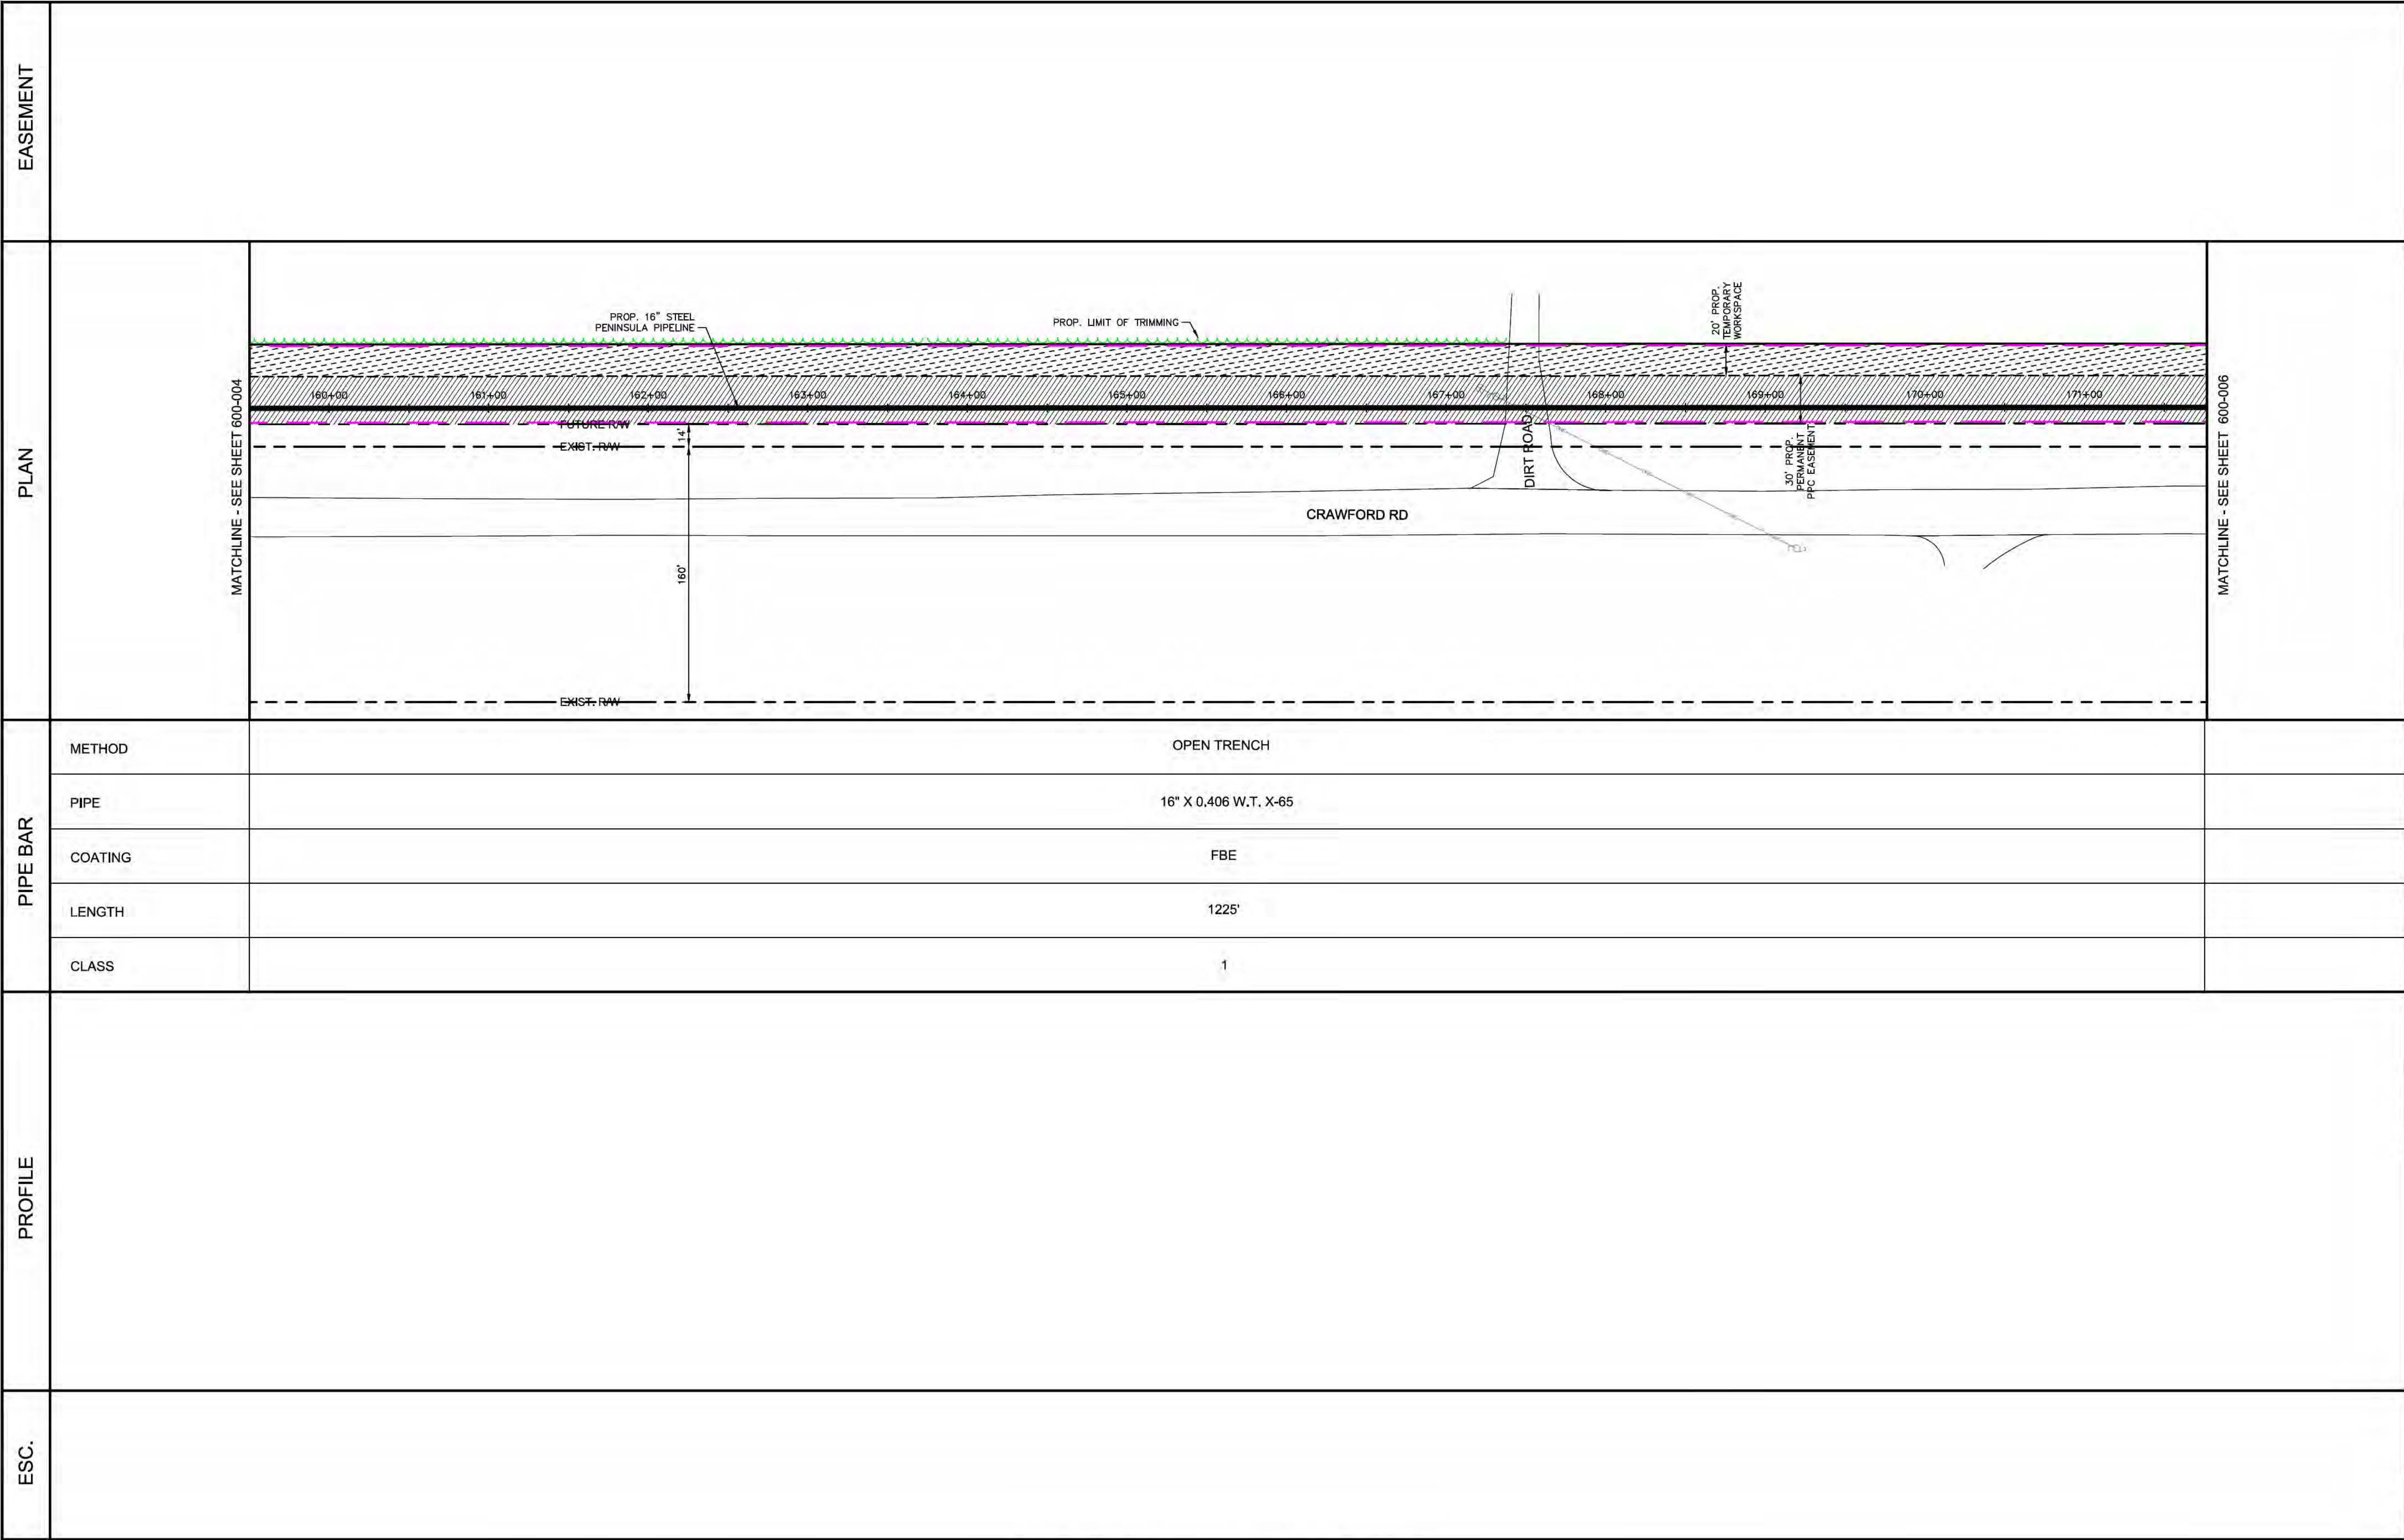 EASEMENT
PLAN
MATCHLINE - SEE SHEET 600-004
PROP. 16" STEEL
PENINSULA PIPELINE
PROP. LIMIT OF TRIMMING
20' PROP.
TEMPORARY
WORKSPACE
160+00
161+00
162+00
163+00
164+00
165+00
166+00
167+00
168+00
169+00
170+00
171+00
FUTURE R/W
14'
EXIST. R/W
DIRT ROAD
30' PROP.
PERMANENT
PPC EASEMENT
CRAWFORD RD
160'
EXIST. R/W
MATCHLINE - SEE SHEET 600-006
PIPE BAR
METHOD
OPEN TRENCH
PIPE
16" X 0.406 W.T. X-65
COATING
FBE
LENGTH
1225'
CLASS
1
PROFILE
ESC.